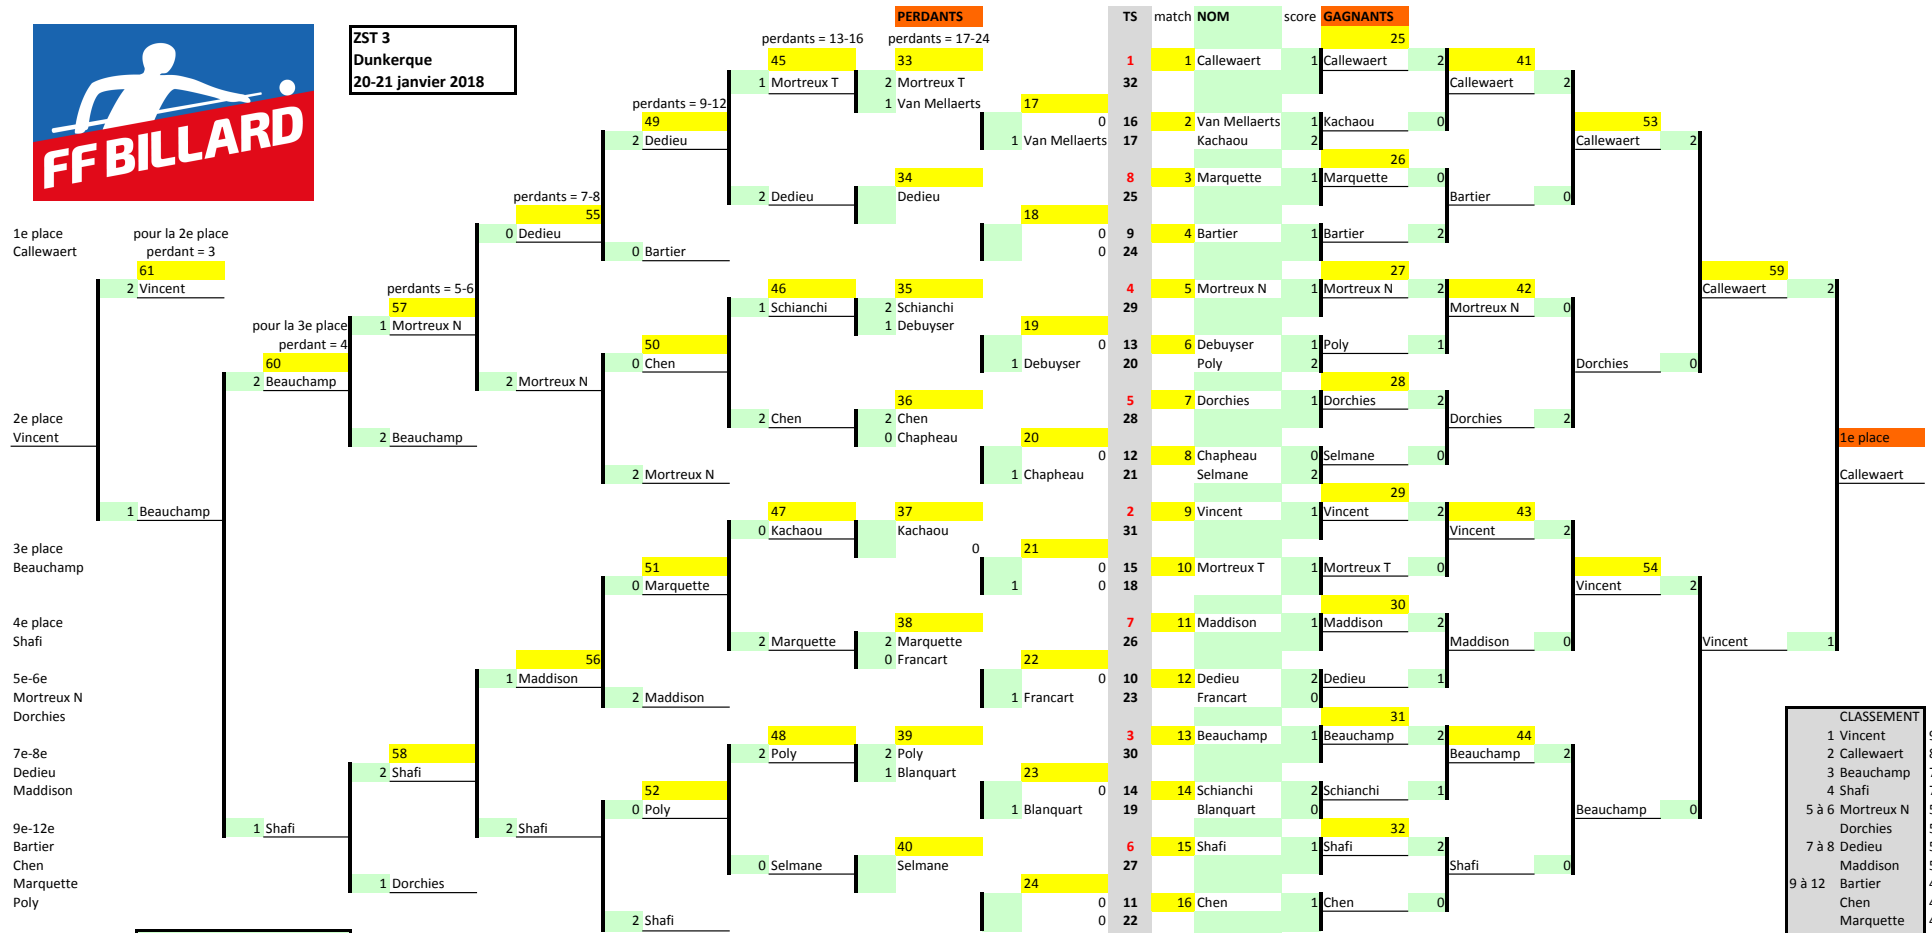 PERDANTS TS match NOM score GAGNANTS
ZST 3 perdants = 13-16 perdants = 17-24 25
Dunkerque 45 33 1 1 Callewaert 1 Callewaert 2 41
20-21 janvier 2018 1 Mortreux T 2 Mortreux T 32 Callewaert 2
perdants = 9-12 1 Van Mellaerts 17
49 0 16 2 Van Mellaerts 1 Kachaou 0 53
2 Dedieu 1 Van Mellaerts 17 Kachaou 2 Callewaert 2
FF BILLARD
26
34 8 3 Marquette 1 Marquette 0
perdants = 7-8 2 Dedieu Dedieu 25 Bartier 0
55 18
1e place pour la 2e place 0 Dedieu 0 9 4 Bartier 1 Bartier 2
Callewaert perdant = 3 0 Bartier 0 24
61 27 59
2 Vincent perdants = 5-6 46 35 4 5 Mortreux N 1 Mortreux N 2 42 Callewaert 2
57 1 Schianchi 2 Schianchi 29 Mortreux N 0
pour la 3e place 1 Mortreux N 1 Debuyser 19
perdant = 4 50 0 13 6 Debuyser 1 Poly 1
60 0 Chen 1 Debuyser 20 Poly 2 Dorchies 0
2 Beauchamp 2 Mortreux N 28
36 5 7 Dorchies 1 Dorchies 2
2e place 2 Chen 2 Chen 28 Dorchies 2
Vincent 2 Beauchamp 0 Chapheau 20 1e place
0 12 8 Chapheau 0 Selmane 0
2 Mortreux N 1 Chapheau 21 Selmane 2 Callewaert
29
1 Beauchamp 47 37 2 9 Vincent 1 Vincent 2 43
0 Kachaou Kachaou 31 Vincent 2
3e place 0 21
Beauchamp 51 0 15 10 Mortreux T 1 Mortreux T 0 54
0 Marquette 1 0 18 Vincent 2
30
4e place 38 7 11 Maddison 1 Maddison 2
Shafi 2 Marquette 2 Marquette 26 Maddison 0 Vincent 1
56 0 Francart 22
5e-6e 1 Maddison 0 10 12 Dedieu 2 Dedieu 1
Mortreux N 2 Maddison 1 Francart 23 Francart 0
Dorchies 31 CLASSEMENT
48 39 3 13 Beauchamp 1 Beauchamp 2 44 1 Vincent
7e-8e 58 2 Poly 2 Poly 30 Beauchamp 2 2 Callewaert
Dedieu 2 Shafi 1 Blanquart 23 3 Beauchamp
Maddison 52 0 14 14 Schianchi 2 Schianchi 1 4 Shafi
0 Poly 1 Blanquart 19 Blanquart 0 Beauchamp 0 5 à 6 Mortreux N
9e-12e 1 Shafi 2 Shafi 32 Dorchies
Bartier 40 6 15 Shafi 1 Shafi 2 7 à 8 Dedieu
Chen 0 Selmane Selmane 27 Shafi 0 Maddison
Marquette 1 Dorchies 24 9 à 12 Bartier
Poly 0 11 16 Chen 1 Chen 0 Chen
2 Shafi 0 22 Marquette